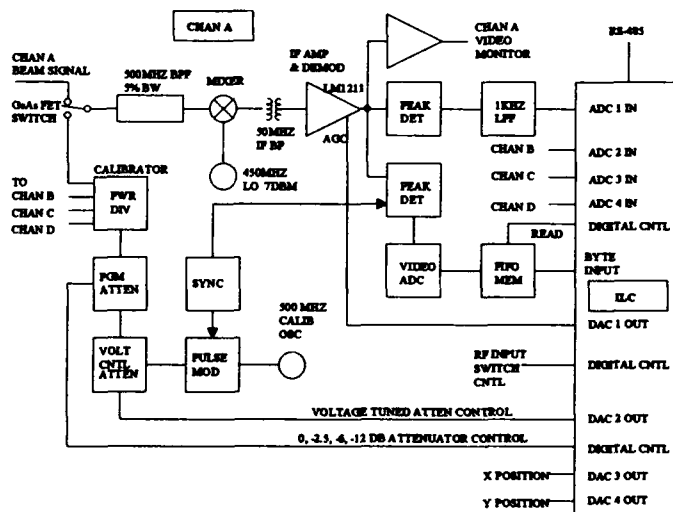 CHAN A
RS-485
CHAN A
BEAM SIGNAL
500MHZ BPF
5% BW
MIXER
IF AMP
& DEMOD
LM1211
CHAN A
VIDEO
MONITOR
GaAs FET
SWITCH
50MHZ
IF BP
AGC
PEAK
DET
1KHZ
LPF
ADC 1 IN
CALIBRATOR
450MHZ
LO 7DBM
CHAN B
ADC 2 IN
TO
CHAN B
CHAN C
CHAN D
PWR
DIV
PEAK
DET
CHAN C
ADC 3 IN
CHAN D
ADC 4 IN
READ
DIGITAL CNTL
PGM
ATTEN
SYNC
VIDEO
ADC
FIFO
MEM
BYTE
INPUT
ILC
500 MHZ
CALIB
OSC
DAC 1 OUT
VOLT
CNTL
ATTEN
PULSE
MOD
RF INPUT
SWITCH
CNTL
DIGITAL CNTL
VOLTAGE TUNED ATTEN CONTROL
DAC 2 OUT
0, -2.5, -6, -12 DB ATTENUATOR CONTROL
DIGITAL CNTL
X POSITION
DAC 3 OUT
Y POSITION
DAC 4 OUT